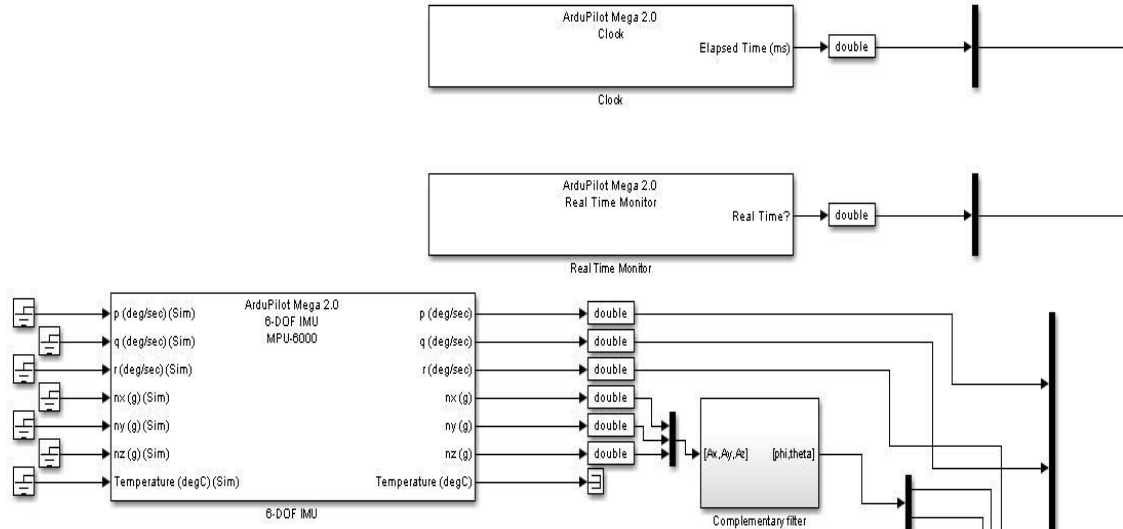 ArduPilot Mega 2.0
Clock
Elapsed Time (ms)
double
Clock
ArduPilot Mega 2.0
Real Time Monitor
Real Time?
double
Real Time Monitor
ArduPilot Mega 2.0
6-DOF IMU
MPU-6000
p (deg/sec) (Sim)
p (deg/sec)
double
q (deg/sec) (Sim)
q (deg/sec)
double
r (deg/sec) (Sim)
r (deg/sec)
double
nx (g) (Sim)
nx (g)
double
ny (g) (Sim)
ny (g)
double
nz (g) (Sim)
nz (g)
double
Temperature (degC) (Sim)
Temperature (degC)
6-DOF IMU
[Ax,Ay,Az]
[phi,theta]
Complementary filter